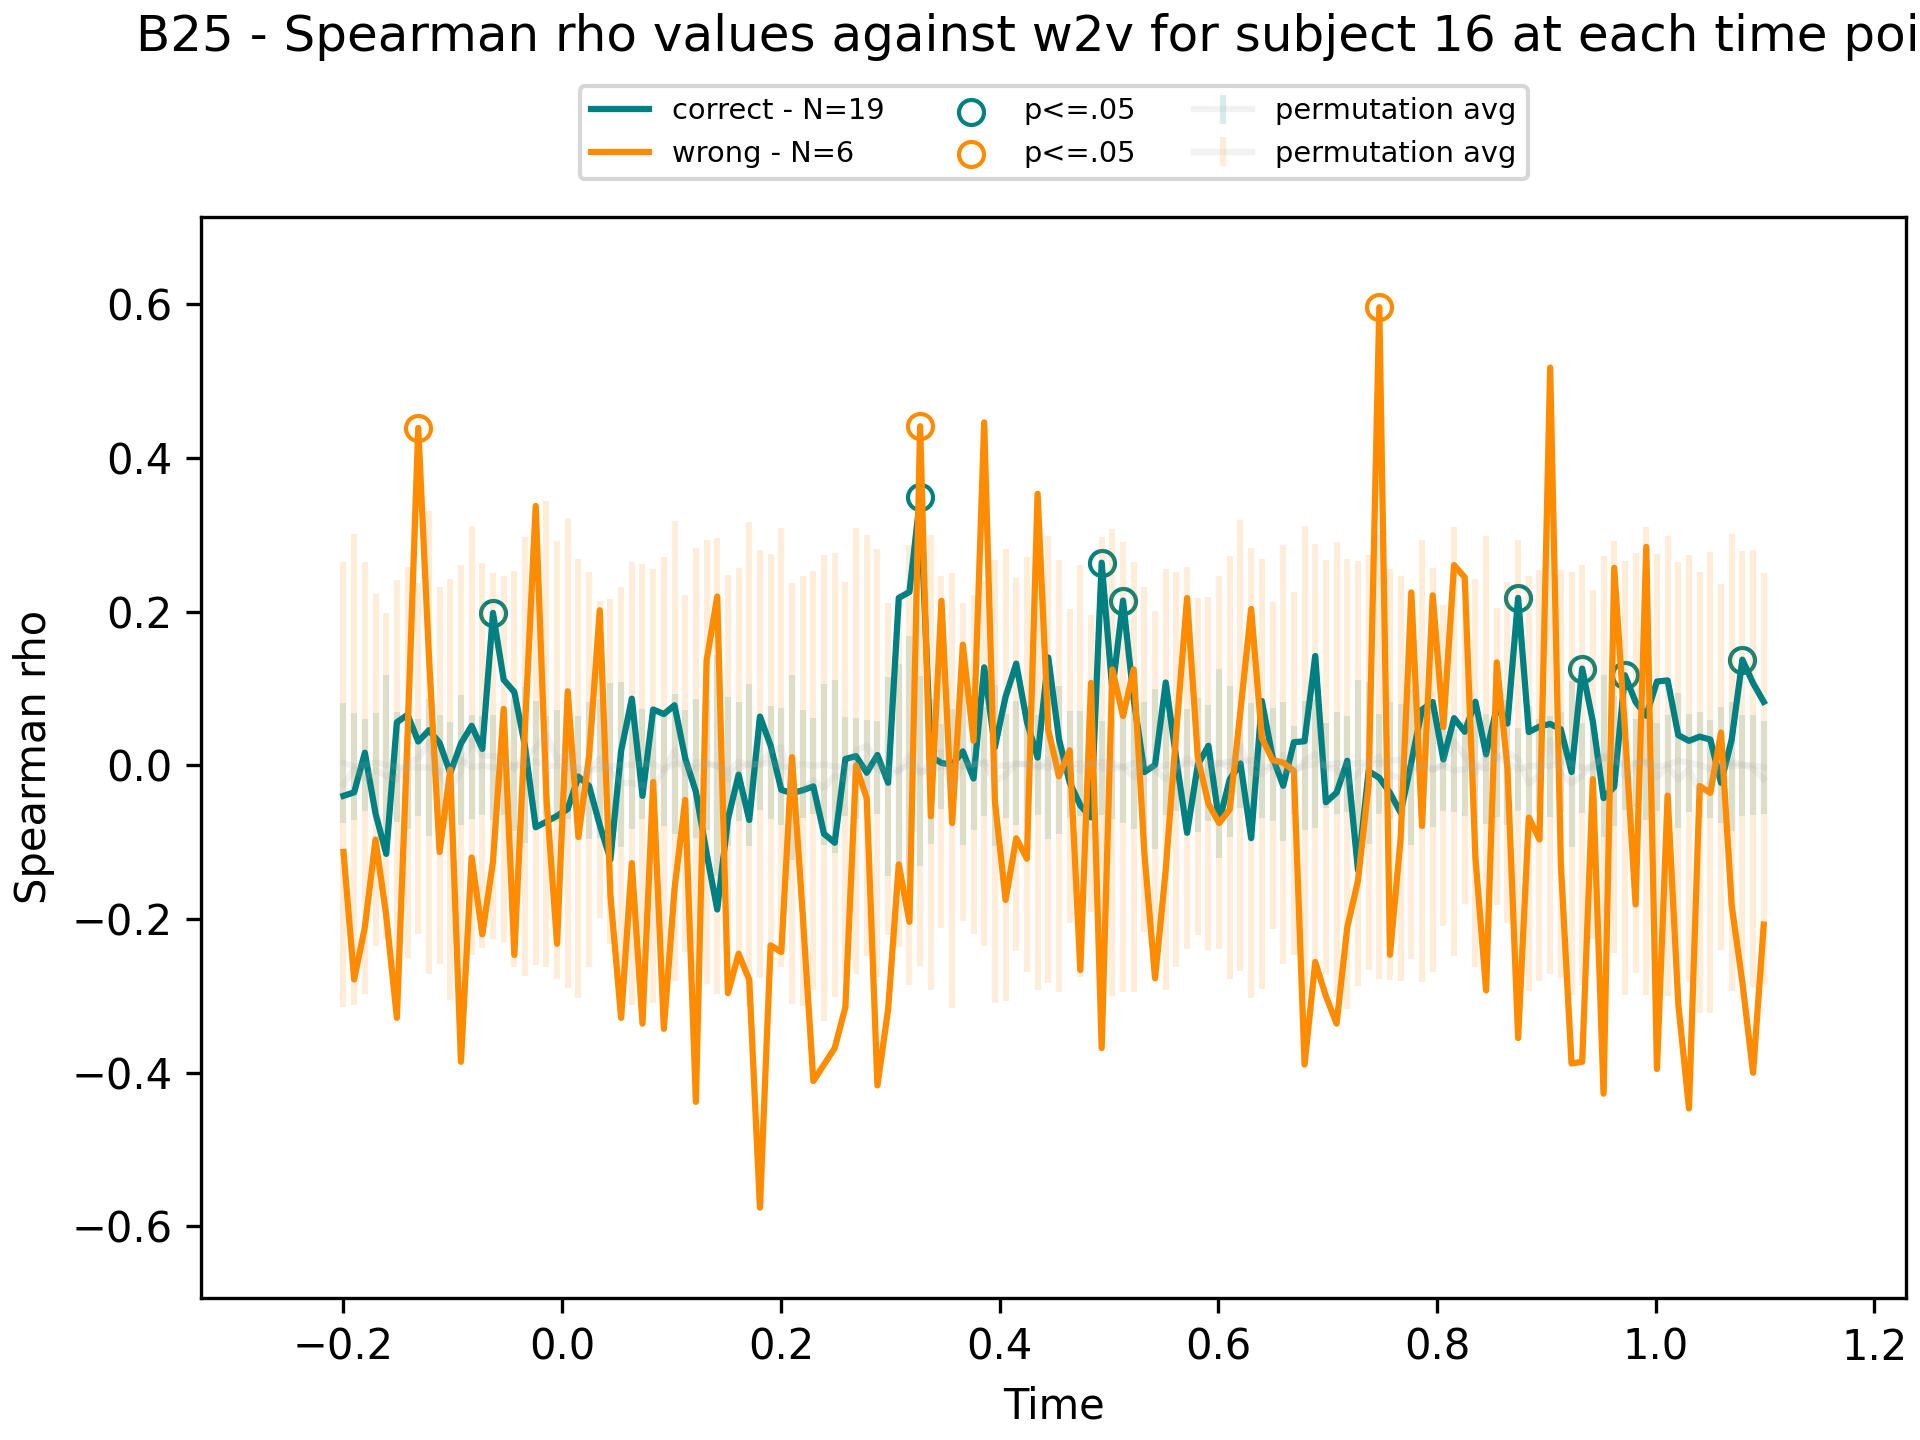 B25 - Spearman rho values against w2v for subject 16 at each time poi
correct - N=19 p<=.05 permutation avg
wrong - N=6 p<=.05 permutation avg
Spearman rho
0.6
0.4
0.2
0.0
−0.2
−0.4
−0.6
−0.2 0.0 0.2 0.4 0.6 0.8 1.0 1.2
Time